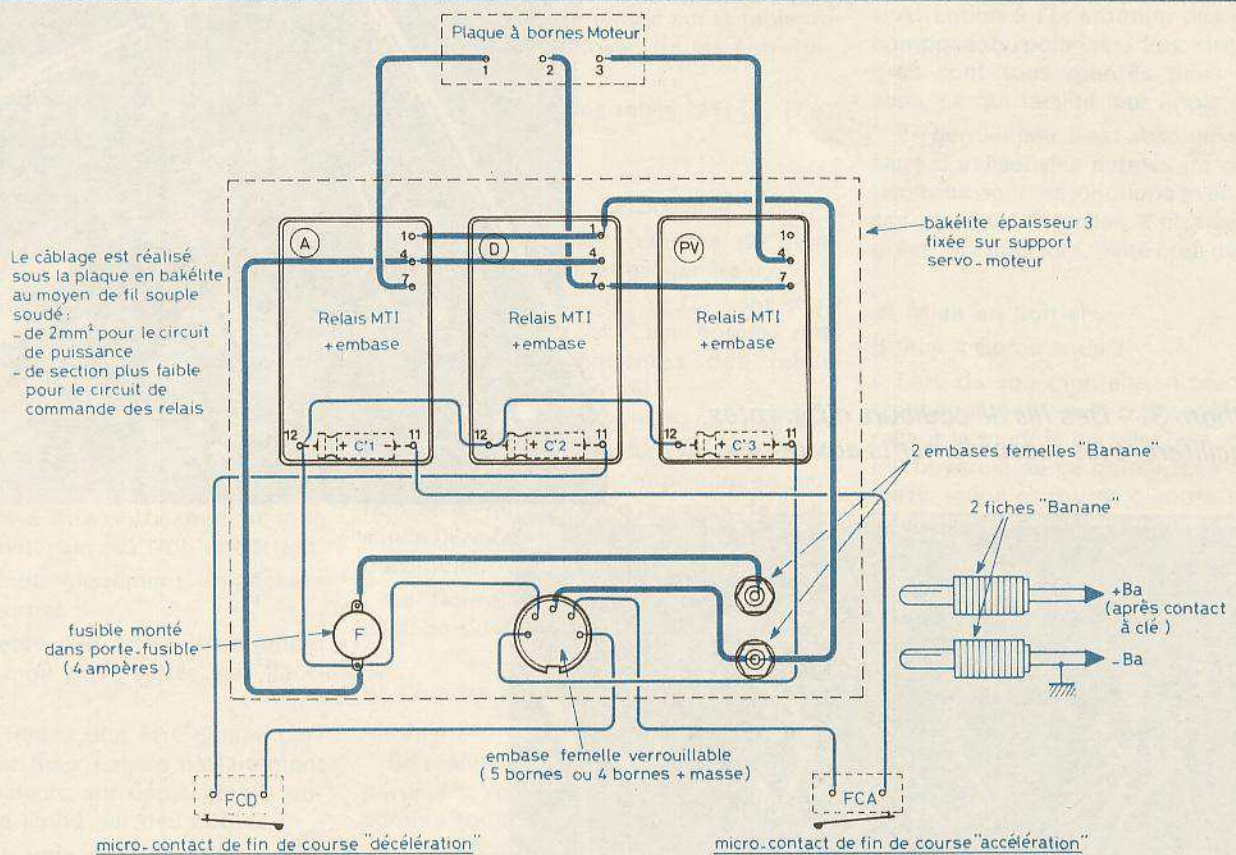 Plaque à bornes Moteur
1 2 3
Le câblage est réalisé
sous la plaque en bakélite
au moyen de fil souple
soudé :
- de 2mm² pour le circuit
de puissance
- de section plus faible
pour le circuit de
commande des relais
A
1
4
7
Relais MTI
+ embase
12 + C'1 - 11
D
1
4
7
Relais MTI
+ embase
12 + C'2 - 11
PV
1
4
7
Relais MTI
+ embase
12 + C'3 - 11
bakélite épaisseur 3
fixée sur support
servo-moteur
2 embases femelles "Banane"
2 fiches "Banane"
+Ba
(après contact
à clé)
-Ba
fusible monté
dans porte-fusible
(4 ampères)
F
embase femelle verrouillable
(5 bornes ou 4 bornes + masse)
FCD
FCA
micro-contact de fin de course "décélération"
micro-contact de fin de course "accélération"